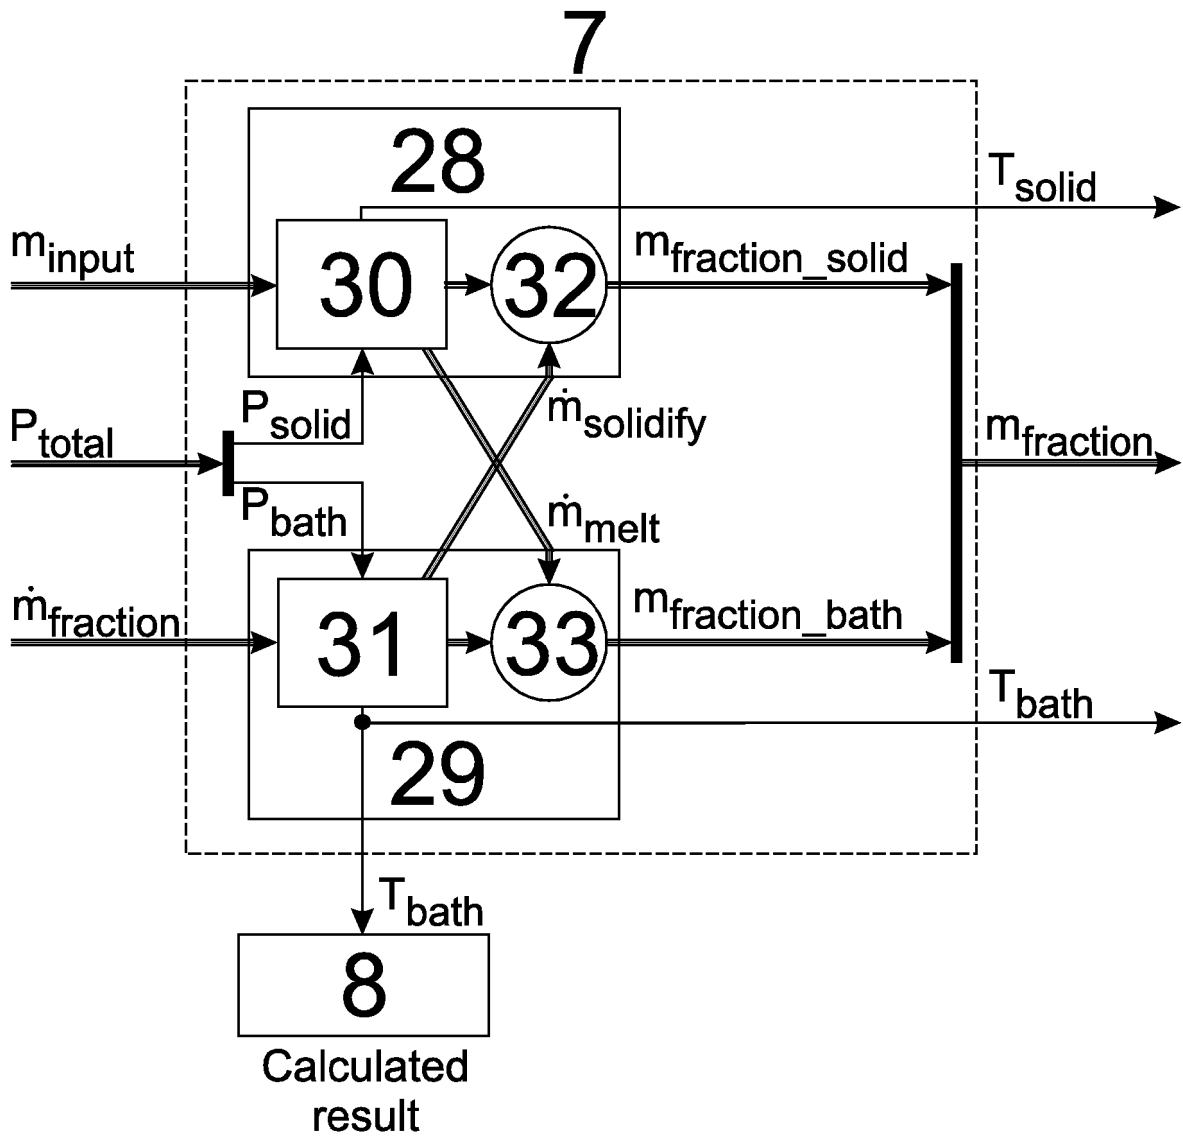 7
28
T_solid
m_input
30
32
m_fraction_solid
P_total
P_solid
ṁ_solidify
m_fraction
P_bath
ṁ_melt
ṁ_fraction
31
33
m_fraction_bath
T_bath
29
T_bath
8
Calculated
result